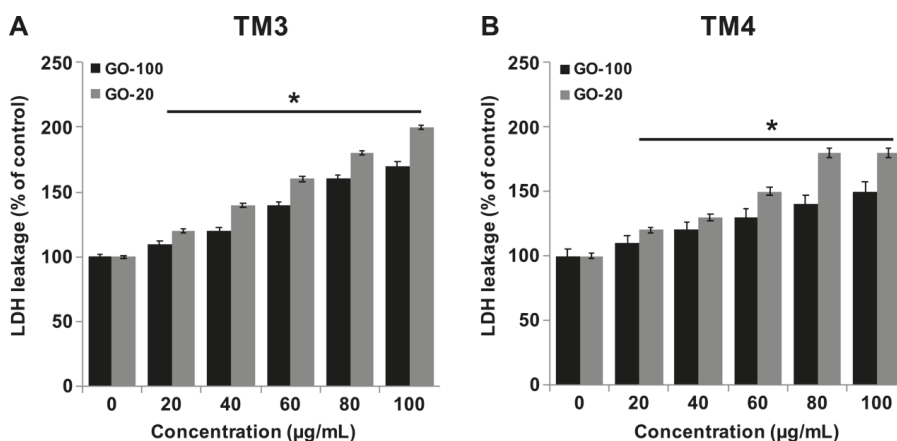 A TM3
250
GO-100
GO-20
*
200
150
100
50
0
LDH leakage (% of control)
0 20 40 60 80 100
Concentration (µg/mL)
B TM4
250
GO-100
GO-20
*
200
150
100
50
0
LDH leakage (% of control)
0 20 40 60 80 100
Concentration (µg/mL)